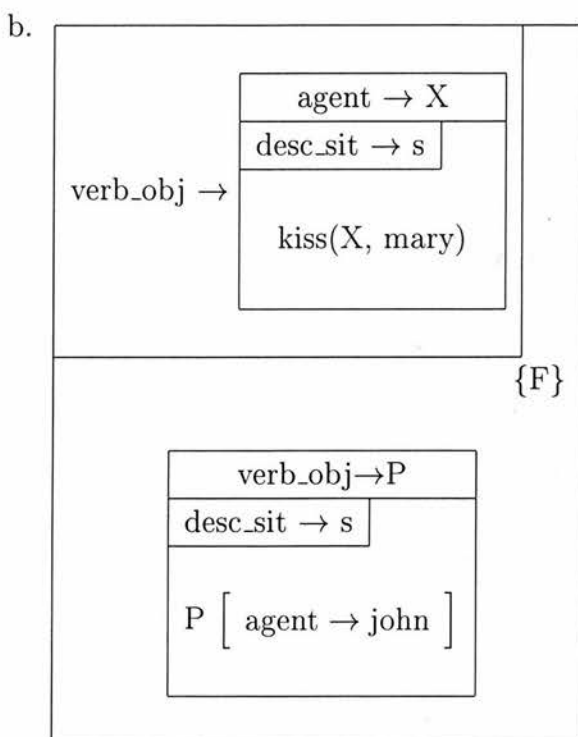 b.
agent → X
desc_sit → s
verb_obj →
kiss(X, mary)
{F}
verb_obj→P
desc_sit → s
P [ agent → john ]